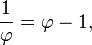 1/φ = φ − 1,